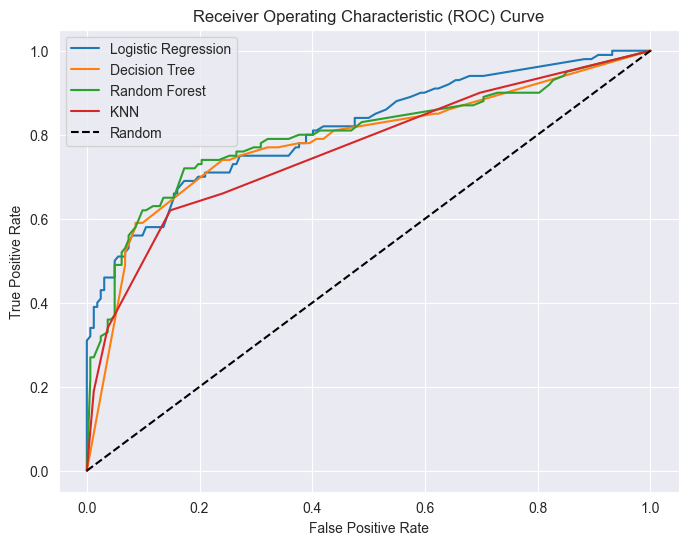 Receiver Operating Characteristic (ROC) Curve
Logistic Regression
Decision Tree
Random Forest
KNN
Random
True Positive Rate
1.0
0.8
0.6
0.4
0.2
0.0
0.0 0.2 0.4 0.6 0.8 1.0
False Positive Rate